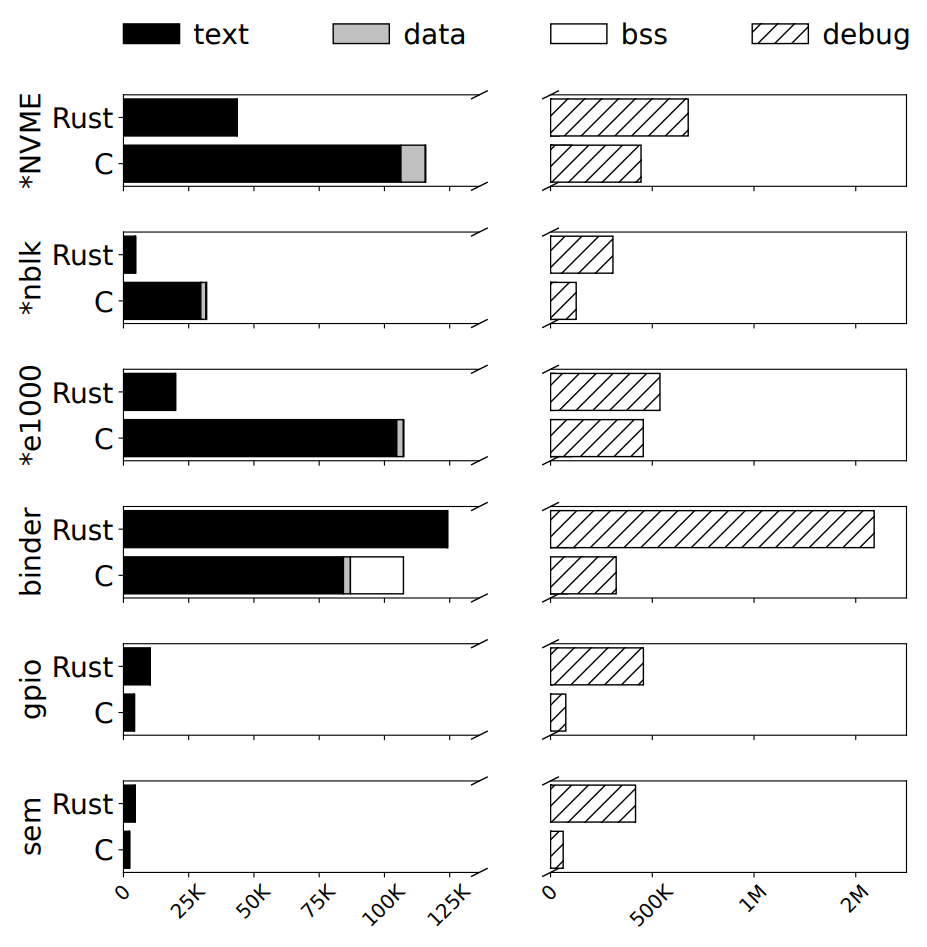 text data bss debug
*NVME
Rust
C
*nblk
Rust
C
*e1000
Rust
C
binder
Rust
C
gpio
Rust
C
sem
Rust
C
0 25K 50K 75K 100K 125K 0 500K 1M 2M